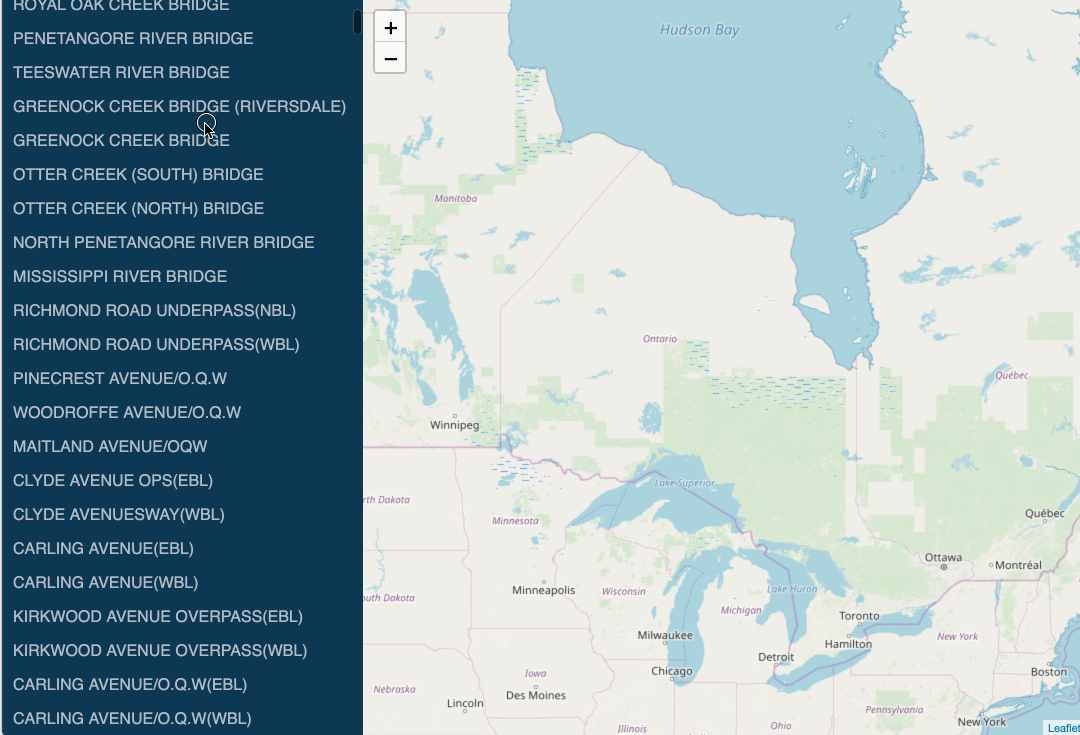 ROYAL OAK CREEK BRIDGE
PENETANGORE RIVER BRIDGE
TEESWATER RIVER BRIDGE
GREENOCK CREEK BRIDGE (RIVERSDALE)
GREENOCK CREEK BRIDGE
OTTER CREEK (SOUTH) BRIDGE
OTTER CREEK (NORTH) BRIDGE
NORTH PENETANGORE RIVER BRIDGE
MISSISSIPPI RIVER BRIDGE
RICHMOND ROAD UNDERPASS(NBL)
RICHMOND ROAD UNDERPASS(WBL)
PINECREST AVENUE/O.Q.W
WOODROFFE AVENUE/O.Q.W
MAITLAND AVENUE/OQW
CLYDE AVENUE OPS(EBL)
CLYDE AVENUESWAY(WBL)
CARLING AVENUE(EBL)
CARLING AVENUE(WBL)
KIRKWOOD AVENUE OVERPASS(EBL)
KIRKWOOD AVENUE OVERPASS(WBL)
CARLING AVENUE/O.Q.W(EBL)
CARLING AVENUE/O.Q.W(WBL)
+
−
Hudson Bay
Manitoba
Ontario
Québec
Winnipeg
Lake Superior
rth Dakota
Minnesota
Québec
Ottawa
Montréal
Minneapolis
Wisconsin
Lake Huron
outh Dakota
Michigan
Toronto
Milwaukee
Hamilton
New York
Detroit
Chicago
Boston
Iowa
Nebraska
Des Moines
Lincoln
Pennsylvania
New York
Illinois
Ohio
Leaflet